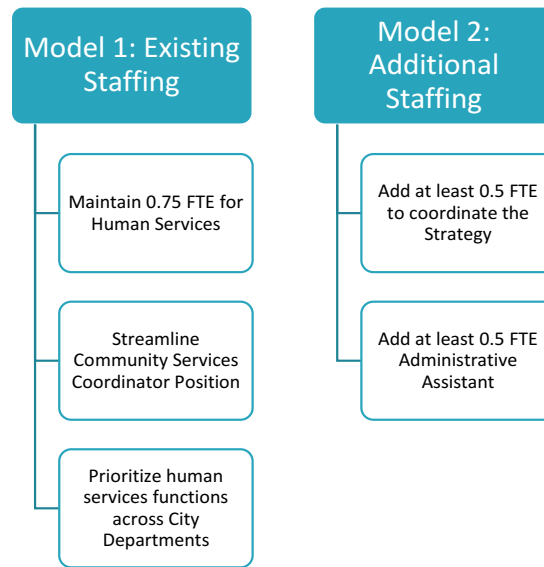 Model 1: Existing
Staffing
Maintain 0.75 FTE for
Human Services
Streamline
Community Services
Coordinator Position
Prioritize human
services functions
across City
Departments
Model 2:
Additional
Staffing
Add at least 0.5 FTE
to coordinate the
Strategy
Add at least 0.5 FTE
Administrative
Assistant